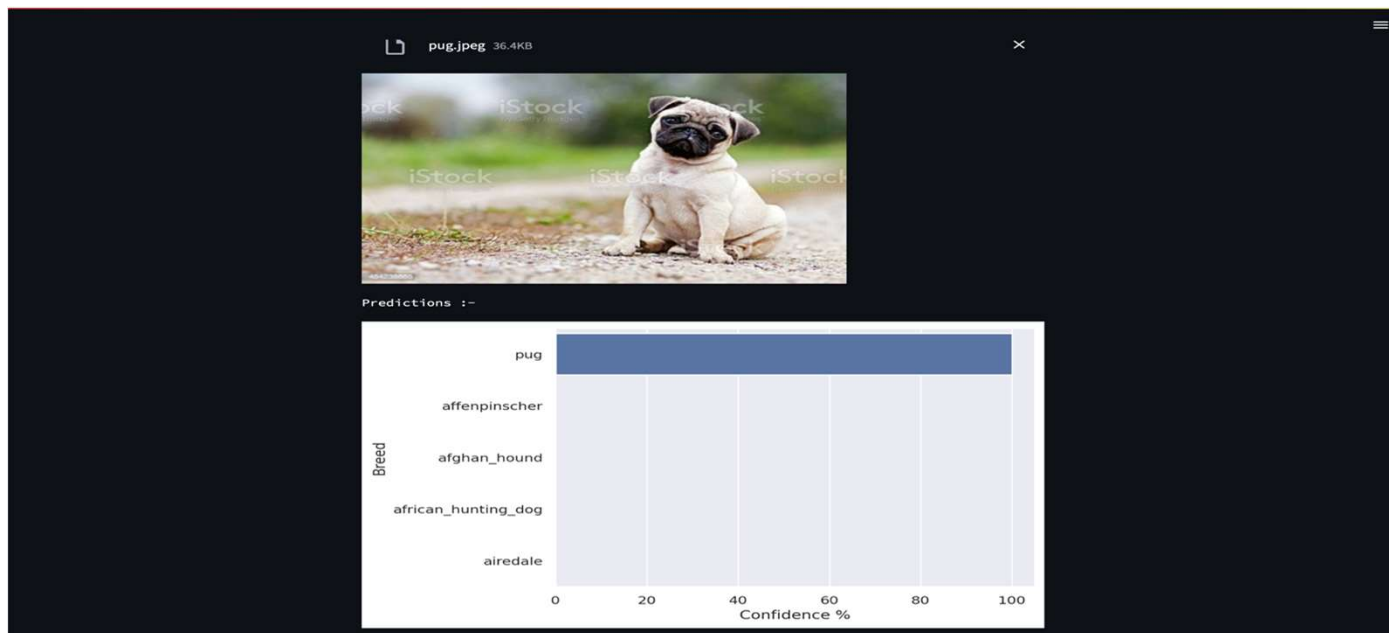 pug.jpeg 36.4KB
iStock
iStock
iStock
iStock
Predictions :-
pug
affenpinscher
afghan_hound
african_hunting_dog
airedale
Breed
0 20 40 60 80 100
Confidence %